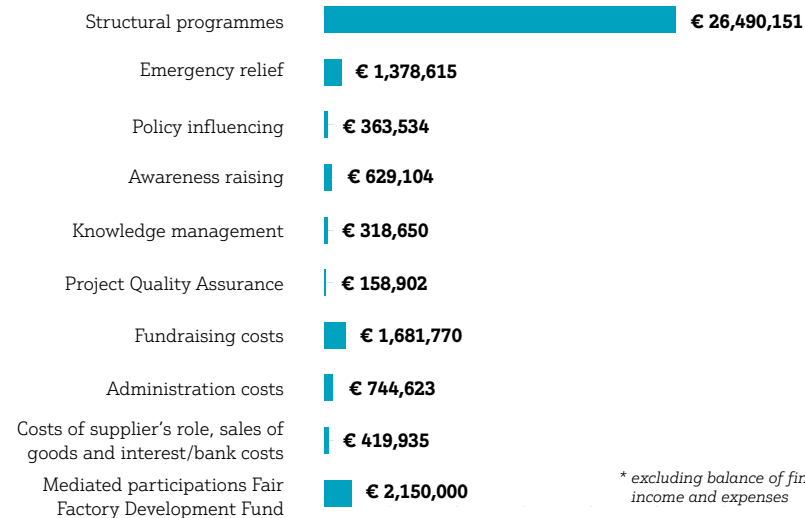 Structural programmes € 26,490,151
Emergency relief € 1,378,615
Policy influencing € 363,534
Awareness raising € 629,104
Knowledge management € 318,650
Project Quality Assurance € 158,902
Fundraising costs € 1,681,770
Administration costs € 744,623
Costs of supplier's role, sales of
goods and interest/bank costs € 419,935
Mediated participations Fair
Factory Development Fund € 2,150,000
* excluding balance of
income and expenses